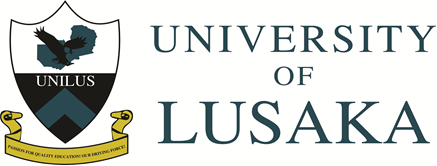 UNILUS
PASSION FOR QUALITY EDUCATION: OUR DRIVING FORCE!
UNIVERSITY
OF
LUSAKA